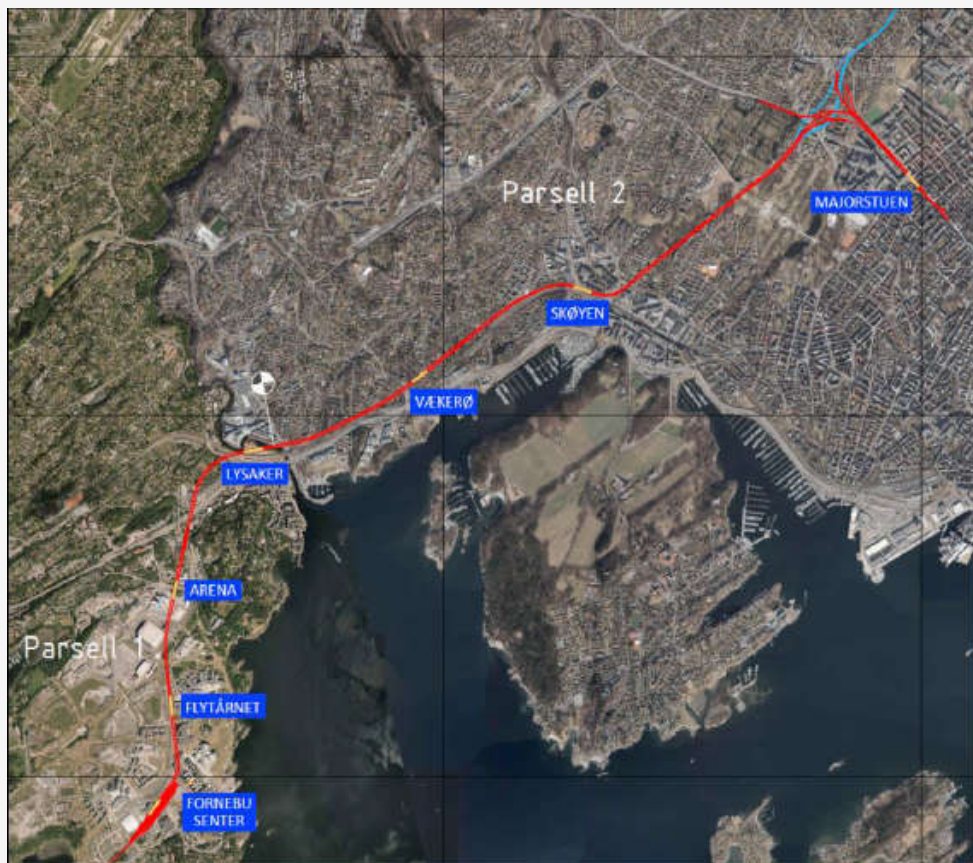 Parsell 2
MAJORSTUEN
SKØYEN
VÆKERØ
LYSAKER
ARENA
Parsell 1
FLYTÅRNET
FORNEBU
SENTER